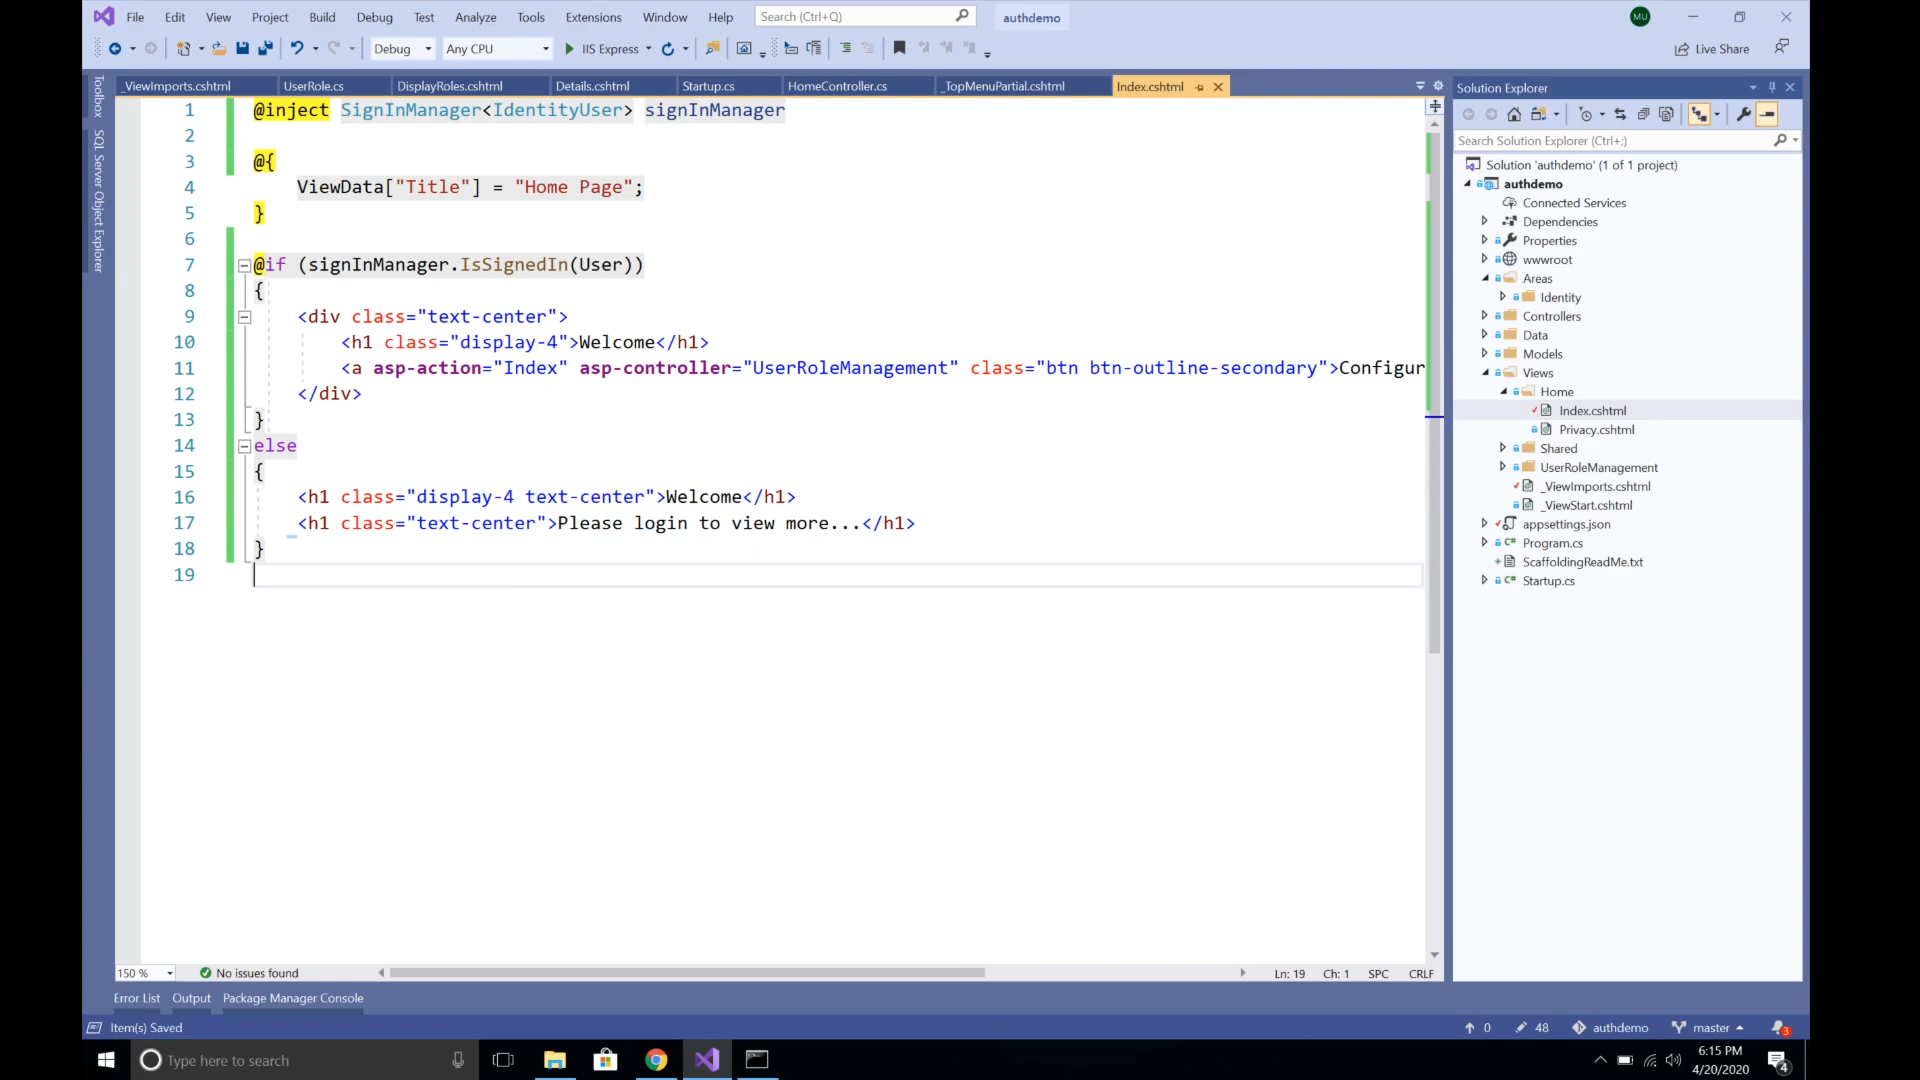 File Edit View Project Build Debug Test Analyze Tools Extensions Window Help Search (Ctrl+Q) authdemo MU
Debug Any CPU IIS Express Live Share
_ViewImports.cshtml UserRole.cs DisplayRoles.cshtml Details.cshtml Startup.cs HomeController.cs _TopMenuPartial.cshtml Index.cshtml
Toolbox
SQL Server Object Explorer
1 @inject SignInManager<IdentityUser> signInManager
2
3 @{
4 ViewData["Title"] = "Home Page";
5 }
6
7 @if (signInManager.IsSignedIn(User))
8 {
9 <div class="text-center">
10 <h1 class="display-4">Welcome</h1>
11 <a asp-action="Index" asp-controller="UserRoleManagement" class="btn btn-outline-secondary">Configur
12 </div>
13 }
14 else
15 {
16 <h1 class="display-4 text-center">Welcome</h1>
17 <h1 class="text-center">Please login to view more...</h1>
18 }
19
150 % No issues found Ln: 19 Ch: 1 SPC CRLF
Solution Explorer
Search Solution Explorer (Ctrl+;)
Solution 'authdemo' (1 of 1 project)
authdemo
Connected Services
Dependencies
Properties
wwwroot
Areas
Identity
Controllers
Data
Models
Views
Home
Index.cshtml
Privacy.cshtml
Shared
UserRoleManagement
_ViewImports.cshtml
_ViewStart.cshtml
appsettings.json
C# Program.cs
ScaffoldingReadMe.txt
C# Startup.cs
Error List Output Package Manager Console
Item(s) Saved 0 48 authdemo master 3
Type here to search 6:15 PM
4/20/2020 4